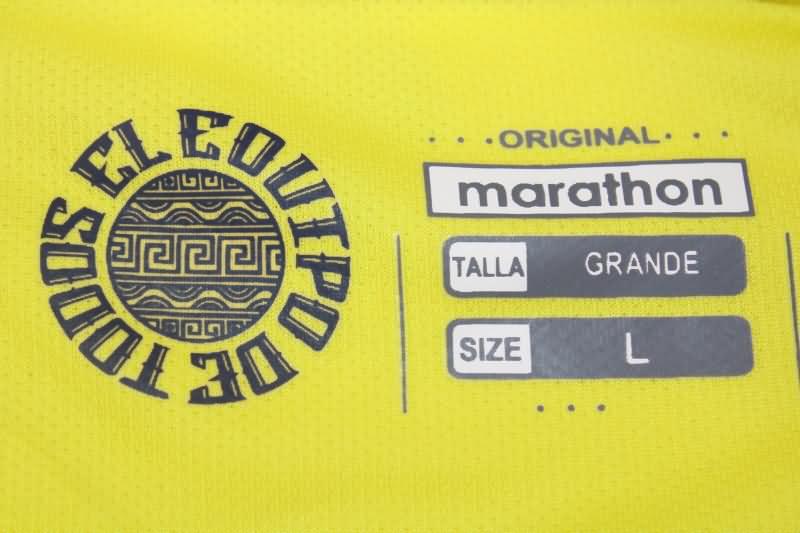 EL EQUIPO DE TODOS
ORIGINAL
marathon
TALLA GRANDE
SIZE L